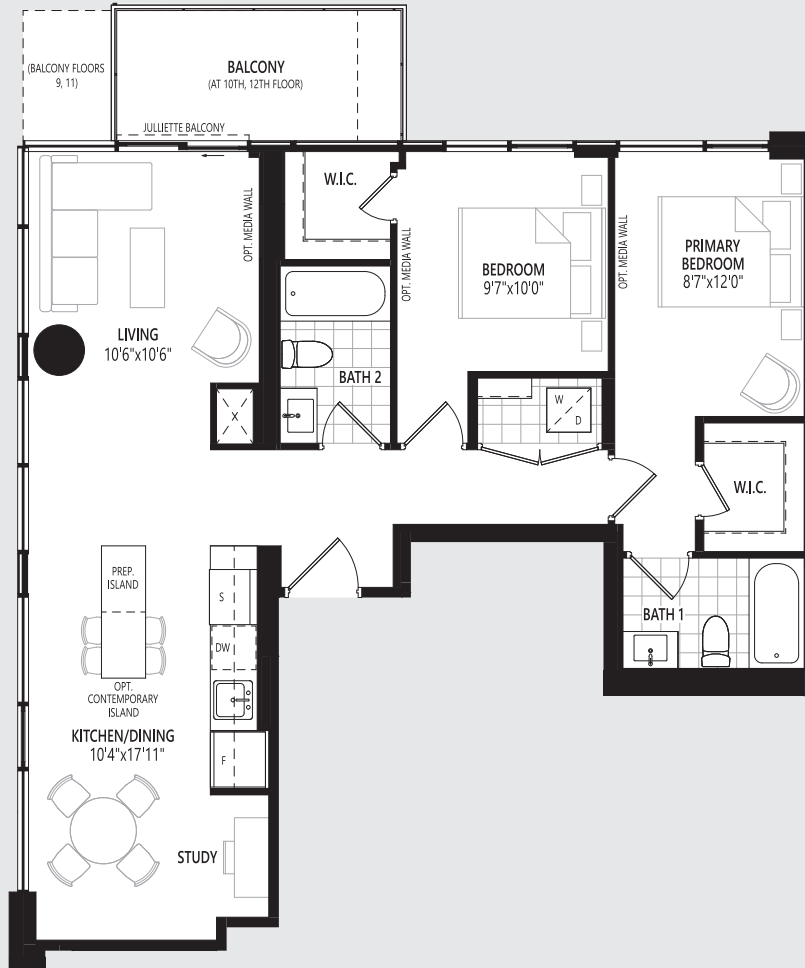 (BALCONY FLOORS
9, 11)
BALCONY
(AT 10TH, 12TH FLOOR)
JULLIETTE BALCONY
W.I.C.
OPT. MEDIA WALL
OPT. MEDIA WALL
BEDROOM
9'7"x10'0"
OPT. MEDIA WALL
PRIMARY
BEDROOM
8'7"x12'0"
LIVING
10'6"x10'6"
BATH 2
X
W
D
W.I.C.
PREP.
ISLAND
S
DW
BATH 1
OPT.
CONTEMPORARY
ISLAND
KITCHEN/DINING
10'4"x17'11"
F
STUDY